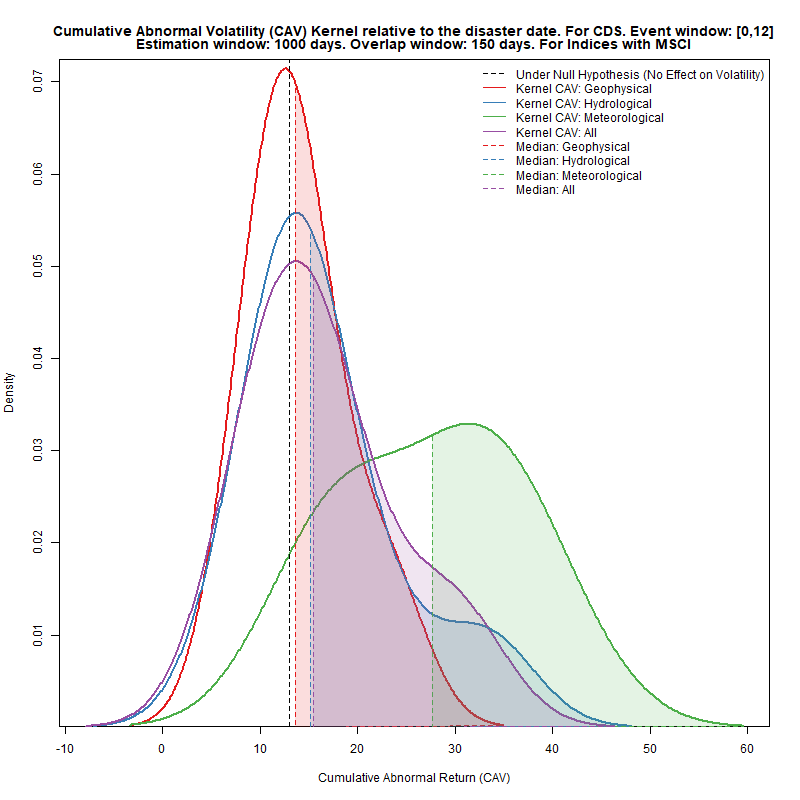 Cumulative Abnormal Volatility (CAV) Kernel relative to the disaster date. For CDS. Event window: [0,12]
Estimation window: 1000 days. Overlap window: 150 days. For Indices with MSCI
Under Null Hypothesis (No Effect on Volatility)
Kernel CAV: Geophysical
Kernel CAV: Hydrological
Kernel CAV: Meteorological
Kernel CAV: All
Median: Geophysical
Median: Hydrological
Median: Meteorological
Median: All
0.07
0.06
0.05
0.04
0.03
0.02
0.01
Density
-10 0 10 20 30 40 50 60
Cumulative Abnormal Return (CAV)